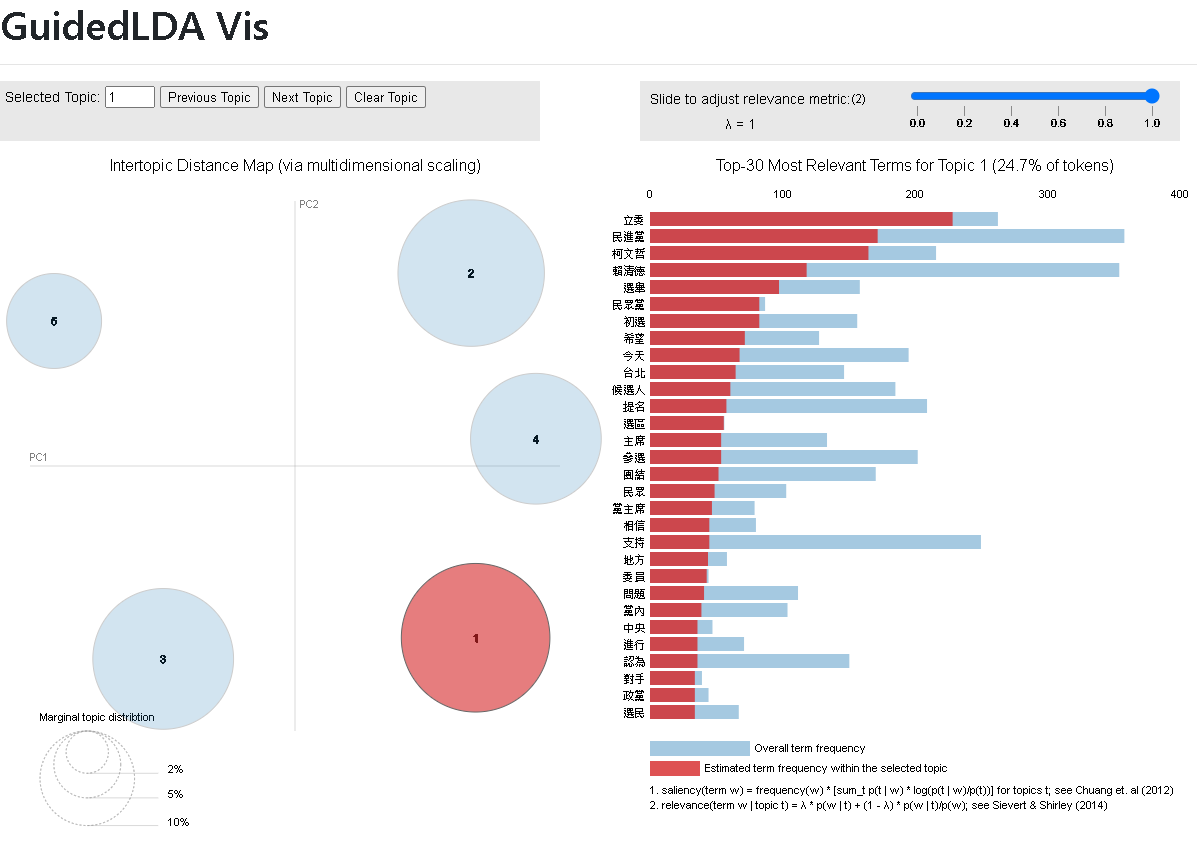 GuidedLDA Vis
Selected Topic: 1 Previous Topic Next Topic Clear Topic
Slide to adjust relevance metric:(2)
λ = 1
0.0 0.2 0.4 0.6 0.8 1.0
Intertopic Distance Map (via multidimensional scaling)
PC2
PC1
2
5
4
3
1
Marginal topic distribtion
2%
5%
10%
Top-30 Most Relevant Terms for Topic 1 (24.7% of tokens)
0 100 200 300 400
立委
民進黨
柯文哲
賴清德
選舉
民眾黨
初選
希望
今天
台北
候選人
提名
選區
主席
參選
團結
民眾
黨主席
相信
支持
地方
委員
問題
黨內
中央
進行
認為
對手
政黨
選民
Overall term frequency
Estimated term frequency within the selected topic
1. saliency(term w) = frequency(w) * [sum_t p(t | w) * log(p(t | w)/p(t))] for topics t; see Chuang et. al (2012)
2. relevance(term w | topic t) = λ * p(w | t) + (1 - λ) * p(w | t)/p(w); see Sievert & Shirley (2014)